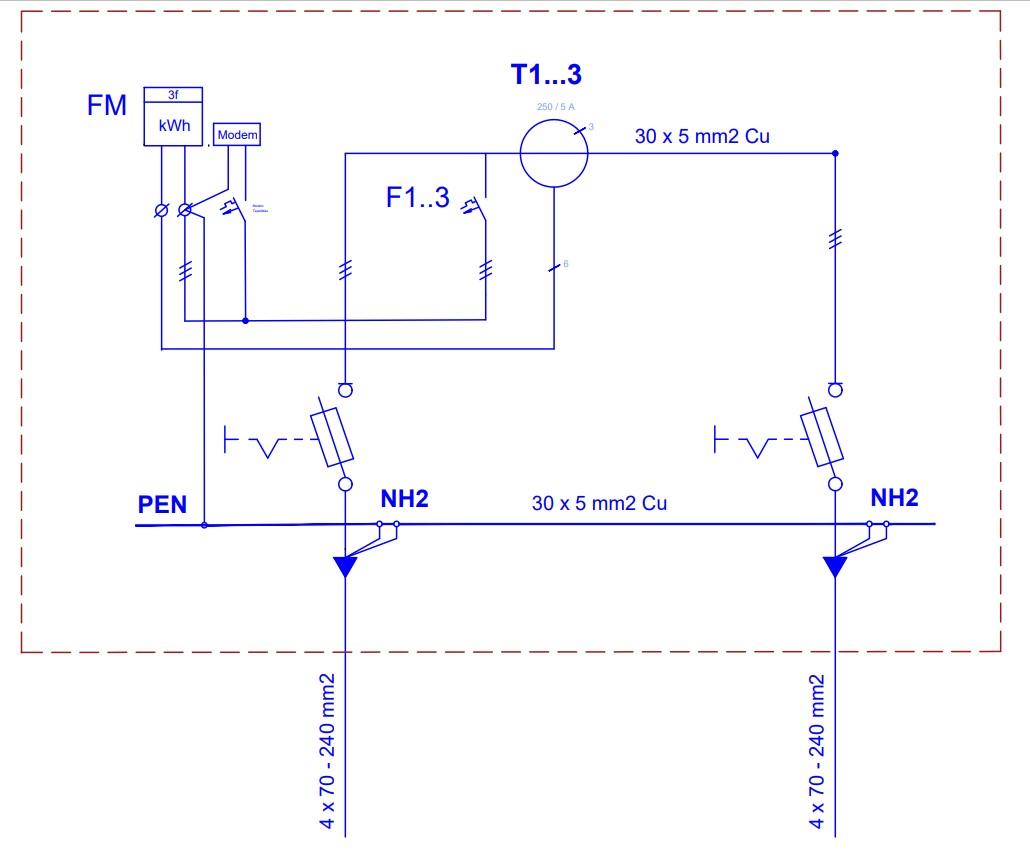 T1...3
3f
FM
250 / 5 A
kWh
3
Modem
30 x 5 mm2 Cu
F1..3
6
PEN
NH2
30 x 5 mm2 Cu
NH2
4 x 70 - 240 mm2
4 x 70 - 240 mm2